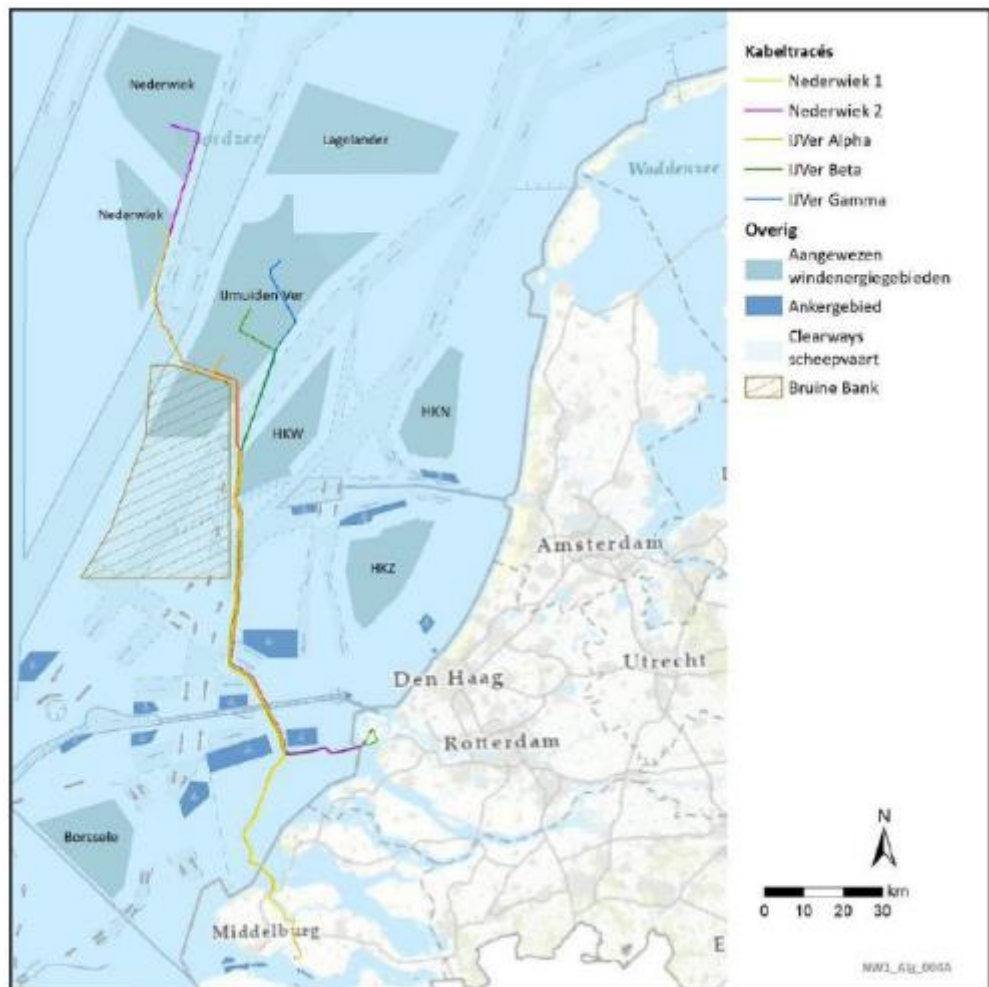 Nederwiek
Noordzee
Lagelander
Waddenzee
Nederwiek
IJmuiden Ver
HKW
HKN
Amsterdam
HKZ
Utrecht
Den Haag
Rotterdam
Borssele
Middelburg
E
Kabeltracés
Nederwiek 1
Nederwiek 2
IJVer Alpha
IJVer Beta
IJVer Gamma
Overig
Aangewezen
windenergiegebieden
Ankergebied
Clearways
scheepvaart
Bruine Bank
N
km
0 10 20 30
NW1_Alg_004A